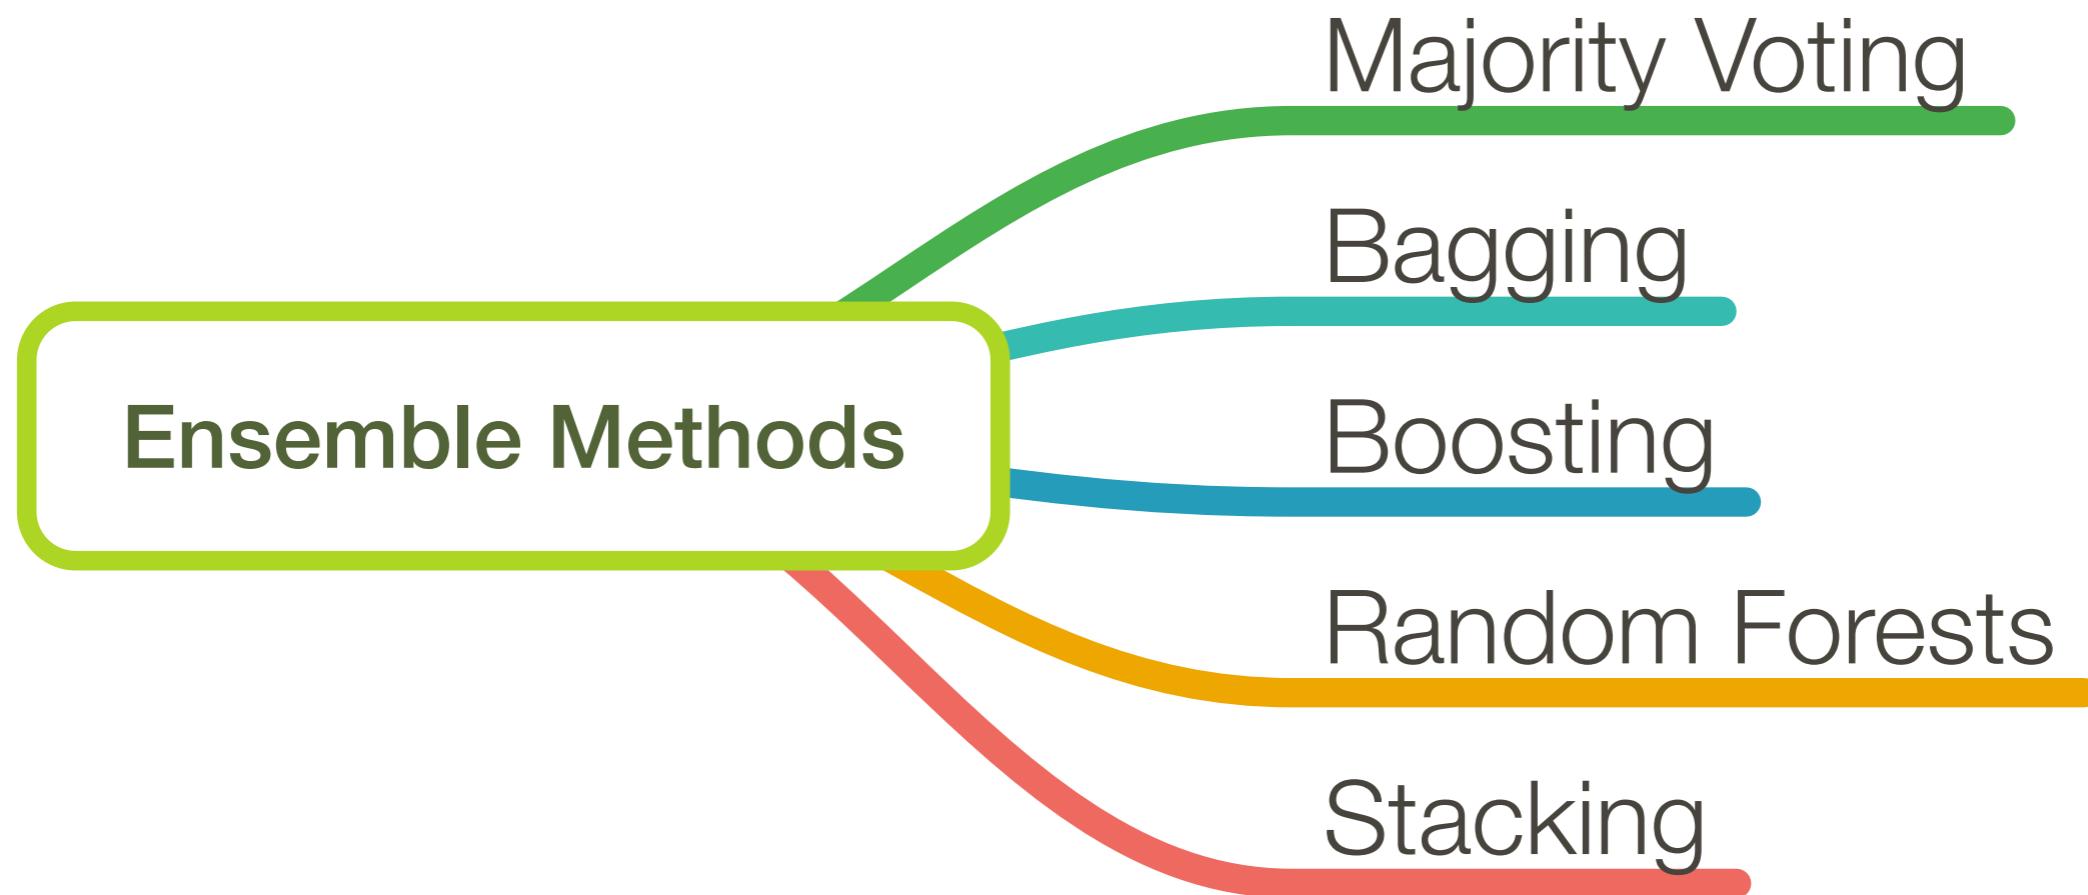 Majority Voting
Bagging
Ensemble Methods
Boosting
Random Forests
Stacking